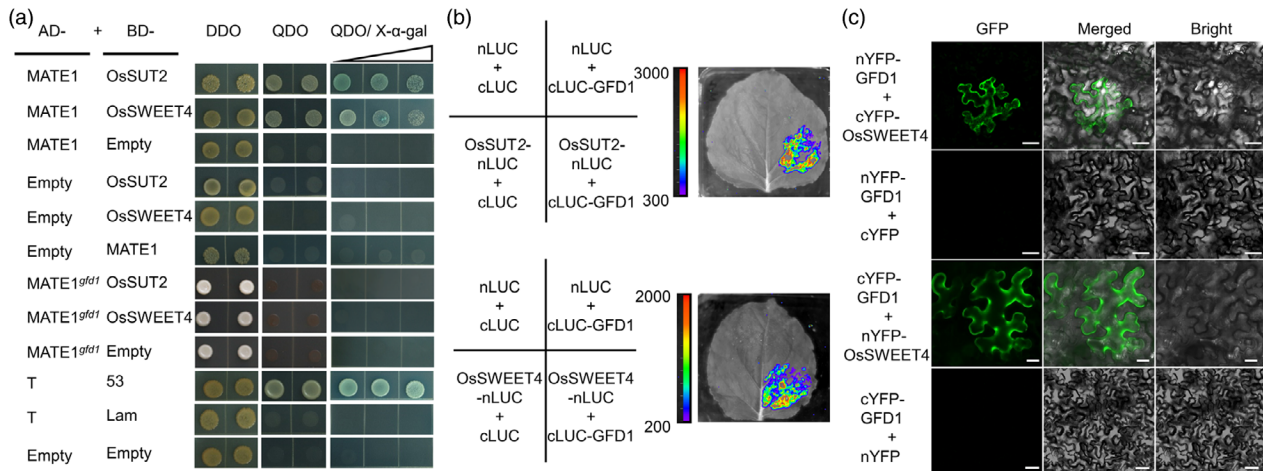 (a)
AD- + BD- DDO QDO QDO/ X-α-gal
MATE1 OsSUT2
MATE1 OsSWEET4
MATE1 Empty
Empty OsSUT2
Empty OsSWEET4
Empty MATE1
MATE1gfd1 OsSUT2
MATE1gfd1 OsSWEET4
MATE1gfd1 Empty
T 53
T Lam
Empty Empty
(b)
nLUC
+
cLUC
nLUC
+
cLUC-GFD1
OsSUT2-
nLUC
+
cLUC
OsSUT2-
nLUC
+
cLUC-GFD1
3000
300
nLUC
+
cLUC
nLUC
+
cLUC-GFD1
OsSWEET4
-nLUC
+
cLUC
OsSWEET4
-nLUC
+
cLUC-GFD1
2000
200
(c)
GFP Merged Bright
nYFP-
GFD1
+
cYFP-
OsSWEET4
nYFP-
GFD1
+
cYFP
cYFP-
GFD1
+
nYFP-
OsSWEET4
cYFP-
GFD1
+
nYFP